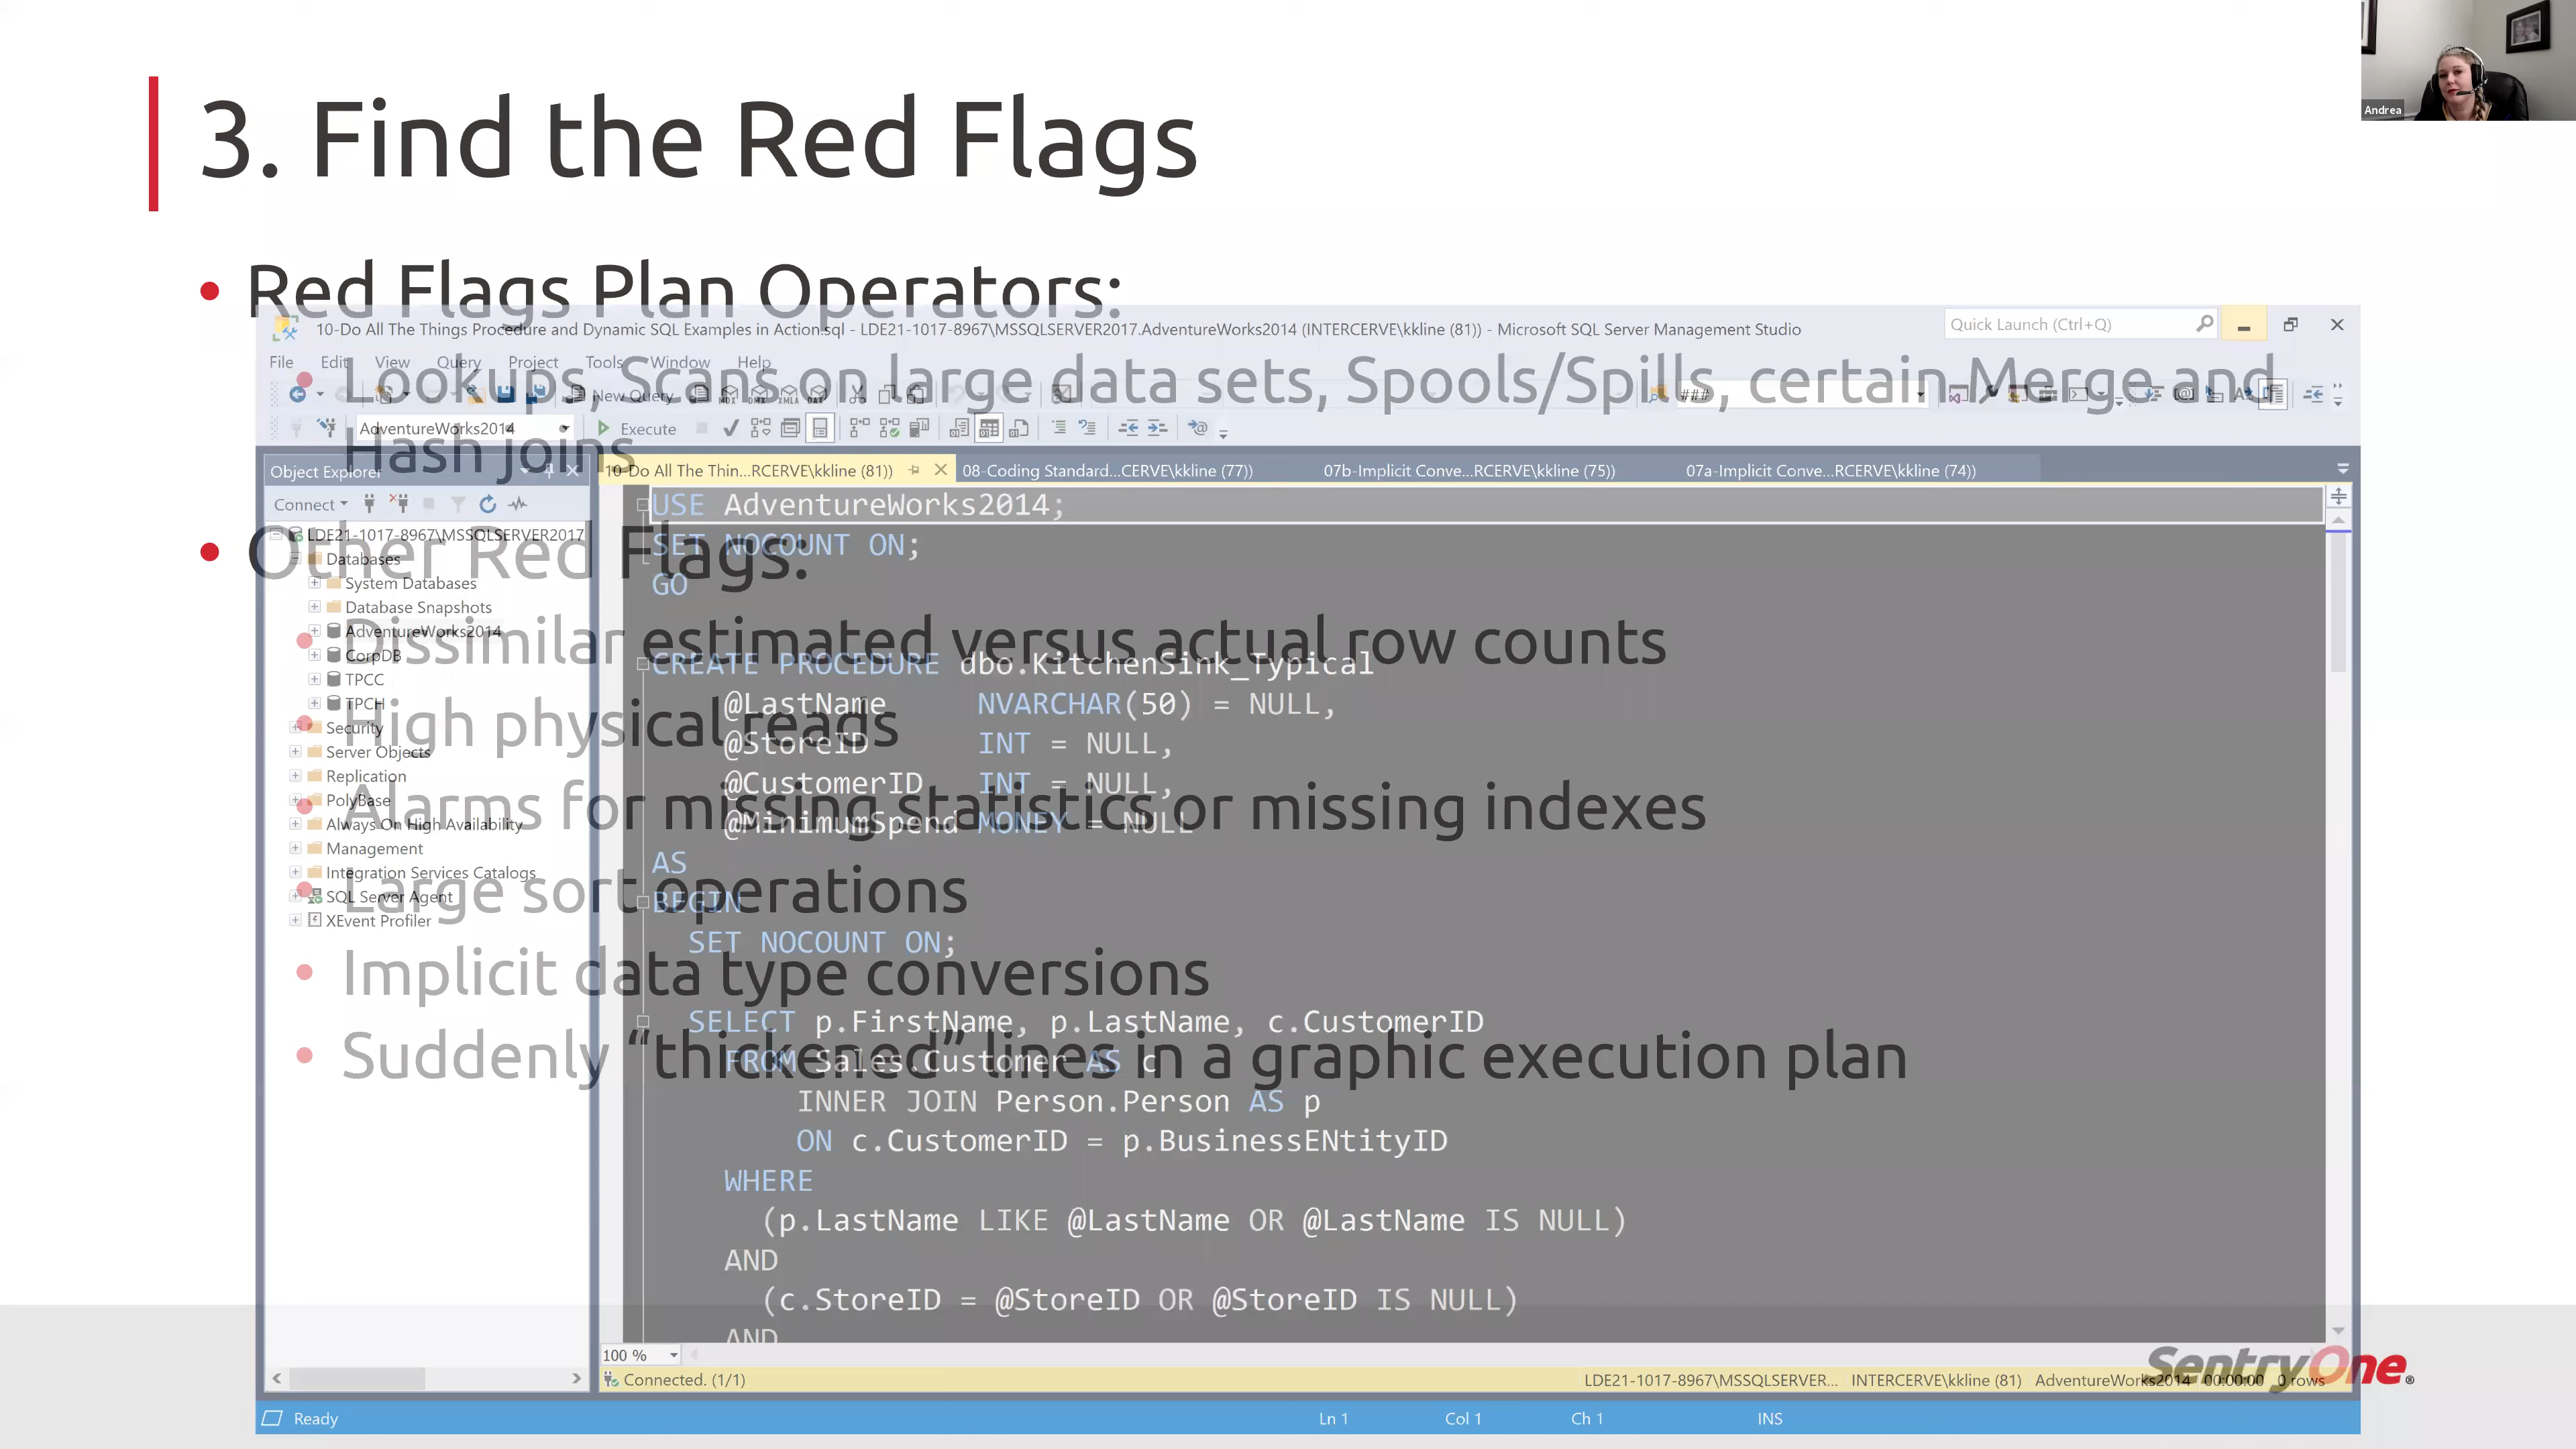 3. Find the Red Flags
Andrea
• Red Flags Plan Operators:
• Lookups, Scans on large data sets, Spools/Spills, certain Merge and
Hash joins
• Other Red Flags:
• Dissimilar estimated versus actual row counts
• High physical reads
• Alarms for missing statistics or missing indexes
• Large sort operations
• Implicit data type conversions
• Suddenly “thickened” lines in a graphic execution plan
10-Do All The Things Procedure and Dynamic SQL Examples in Action.sql - LDE21-1017-8967\MSSQLSERVER2017.AdventureWorks2014 (INTERCERVE\kkline (81)) - Microsoft SQL Server Management Studio
Quick Launch (Ctrl+Q)
File Edit View Query Project Tools Window Help
New Query
###
AdventureWorks2014
Execute
Object Explorer
Connect
LDE21-1017-8967\MSSQLSERVER2017
Databases
System Databases
Database Snapshots
AdventureWorks2014
CorpDB
TPCC
TPCH
Security
Server Objects
Replication
PolyBase
Always On High Availability
Management
Integration Services Catalogs
SQL Server Agent
XEvent Profiler
10-Do All The Thin...RCERVE\kkline (81))
08-Coding Standard...CERVE\kkline (77))
07b-Implicit Conve...RCERVE\kkline (75))
07a-Implicit Conve...RCERVE\kkline (74))
USE AdventureWorks2014;
SET NOCOUNT ON;
GO
CREATE PROCEDURE dbo.KitchenSink_Typical
@LastName NVARCHAR(50) = NULL,
@StoreID INT = NULL,
@CustomerID INT = NULL,
@MinimumSpend MONEY = NULL
AS
BEGIN
SET NOCOUNT ON;
SELECT p.FirstName, p.LastName, c.CustomerID
FROM Sales.Customer AS c
INNER JOIN Person.Person AS p
ON c.CustomerID = p.BusinessENtityID
WHERE
(p.LastName LIKE @LastName OR @LastName IS NULL)
AND
(c.StoreID = @StoreID OR @StoreID IS NULL)
AND
100 %
Connected. (1/1)
LDE21-1017-8967\MSSQLSERVER... INTERCERVE\kkline (81) AdventureWorks2014 00:00:00 0 rows
SentryOne®
Ready
Ln 1 Col 1 Ch 1 INS